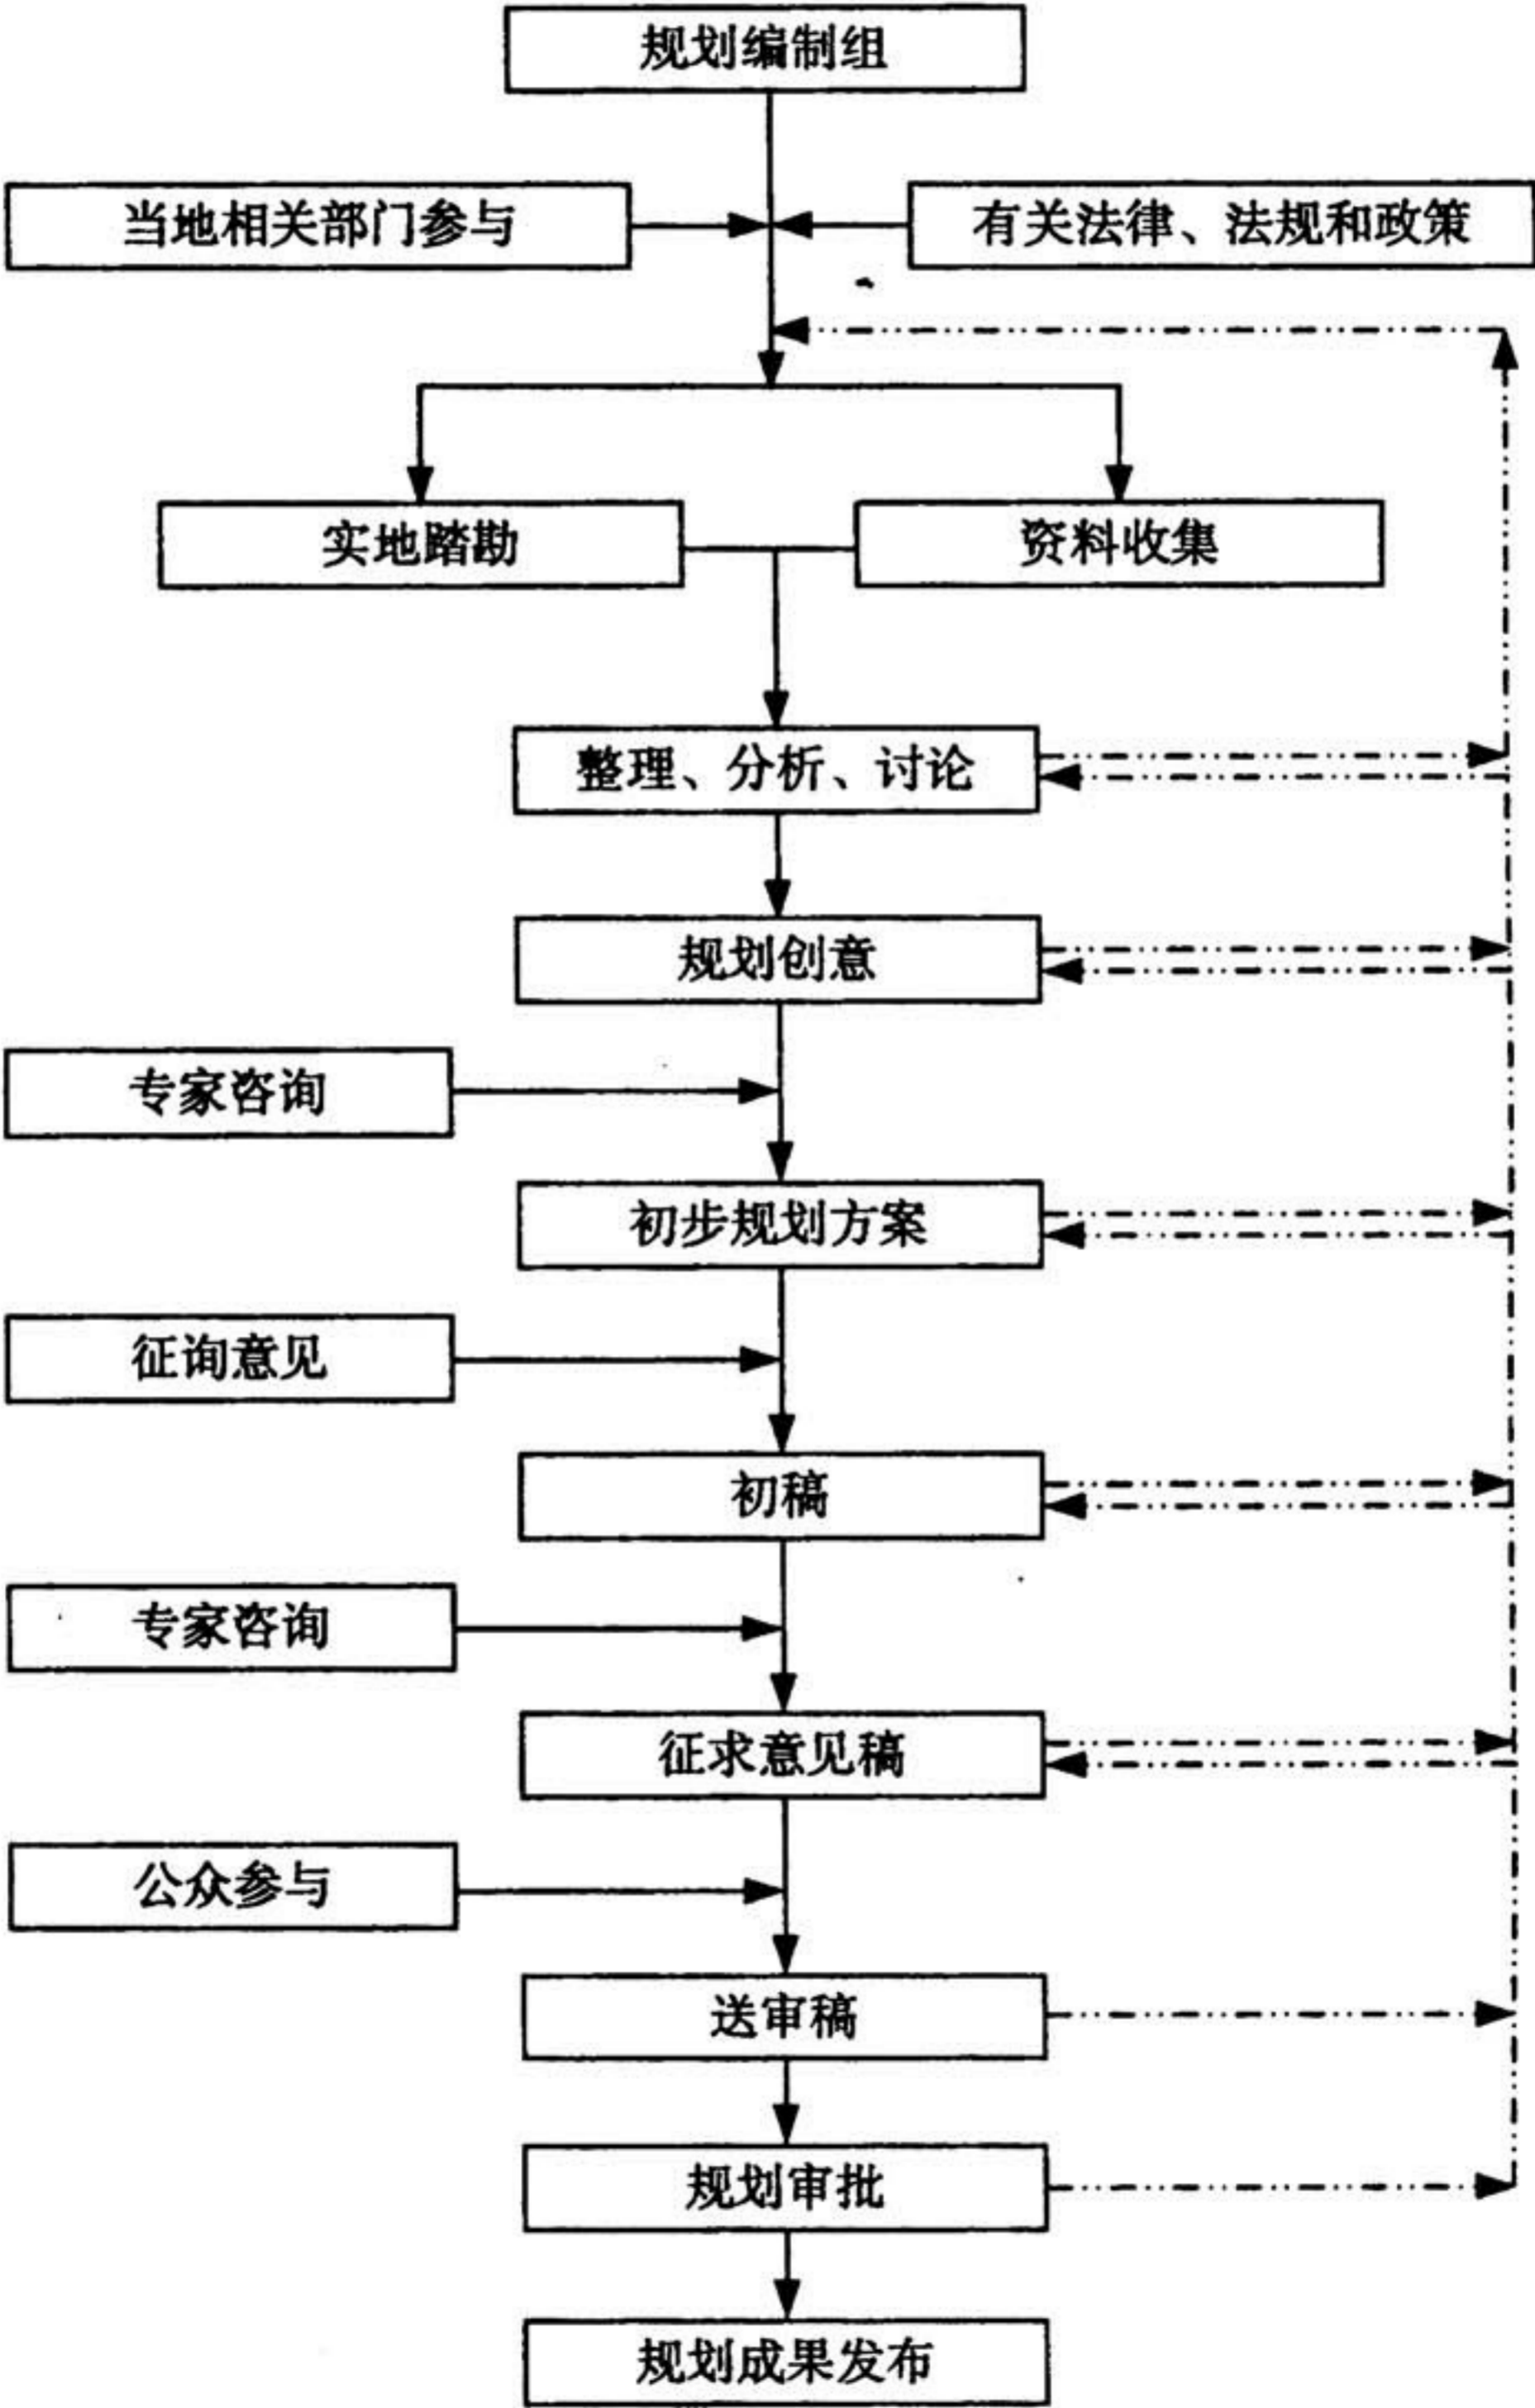 规划编制组
当地相关部门参与
有关法律、法规和政策
实地踏勘
资料收集
整理、分析、讨论
规划创意
专家咨询
初步规划方案
征询意见
初稿
专家咨询
征求意见稿
公众参与
送审稿
规划审批
规划成果发布